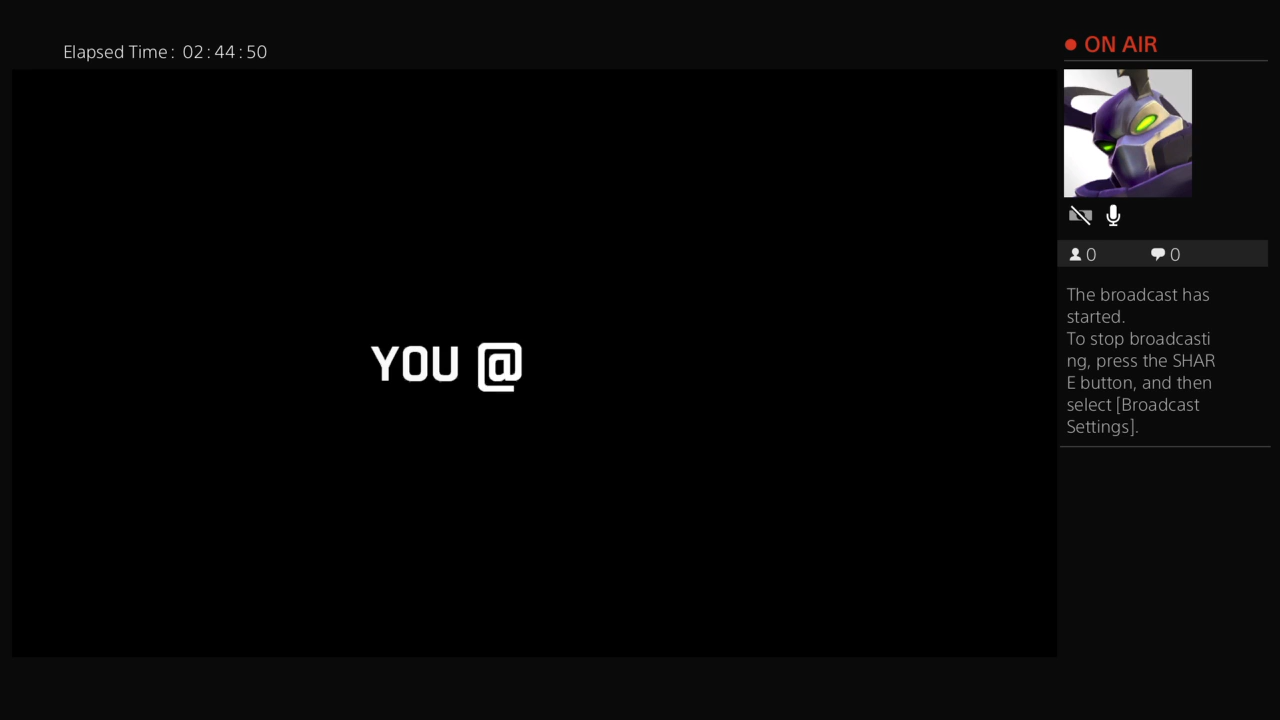 Elapsed Time: 02:44:50
ON AIR
YOU @
0 0
The broadcast has
started.
To stop broadcasti
ng, press the SHAR
E button, and then
select [Broadcast
Settings].